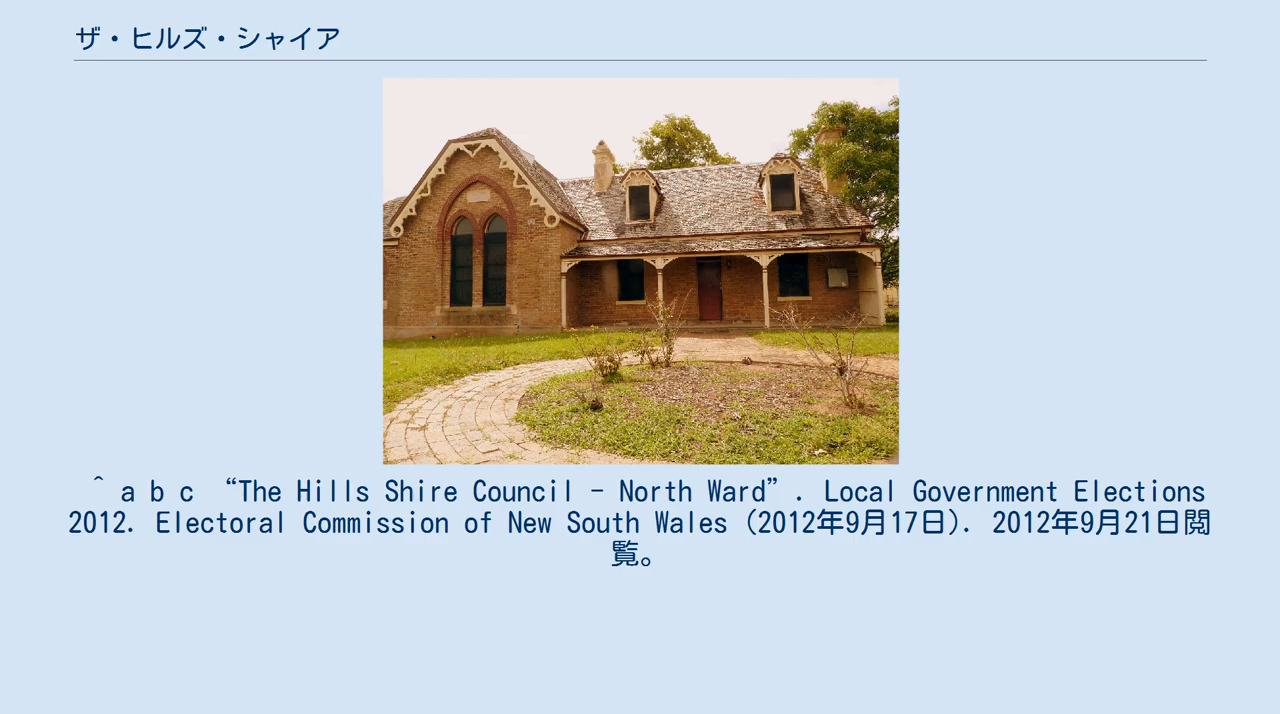 ザ・ヒルズ・シャイア
^ a b c “The Hills Shire Council – North Ward”. Local Government Elections
2012. Electoral Commission of New South Wales (2012年9月17日). 2012年9月21日閲
覧。